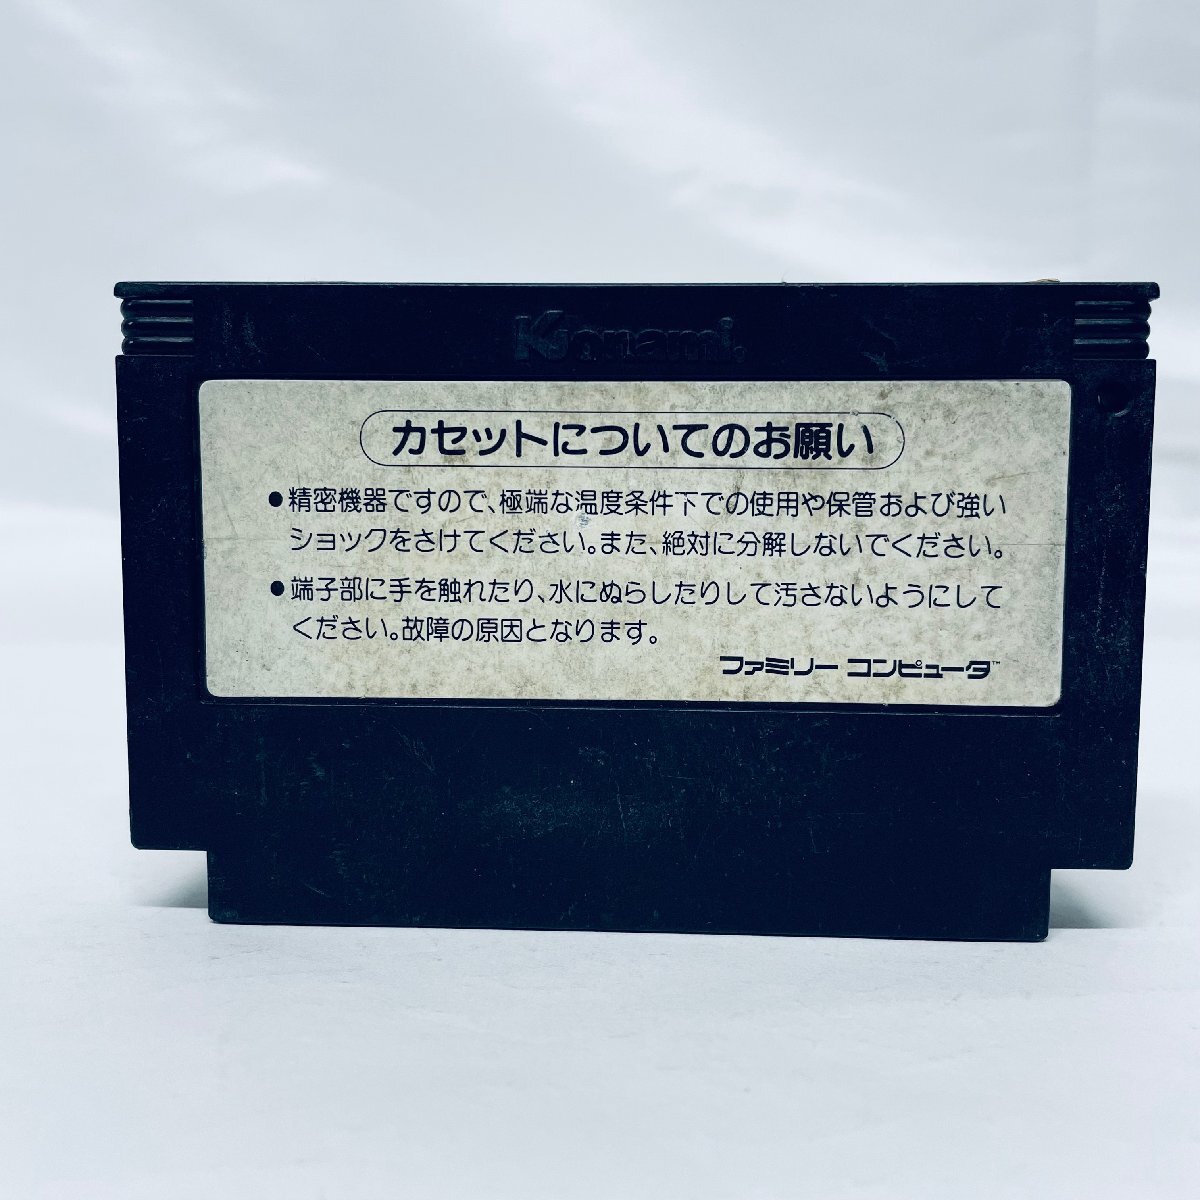 Konami
カセットについてのお願い
●精密機器ですので、極端な温度条件下での使用や保管および強い
ショックをさけてください。また、絶対に分解しないでください。
●端子部に手を触れたり、水にぬらしたりして汚さないようにして
ください。故障の原因となります。
ファミリー コンピュータ™